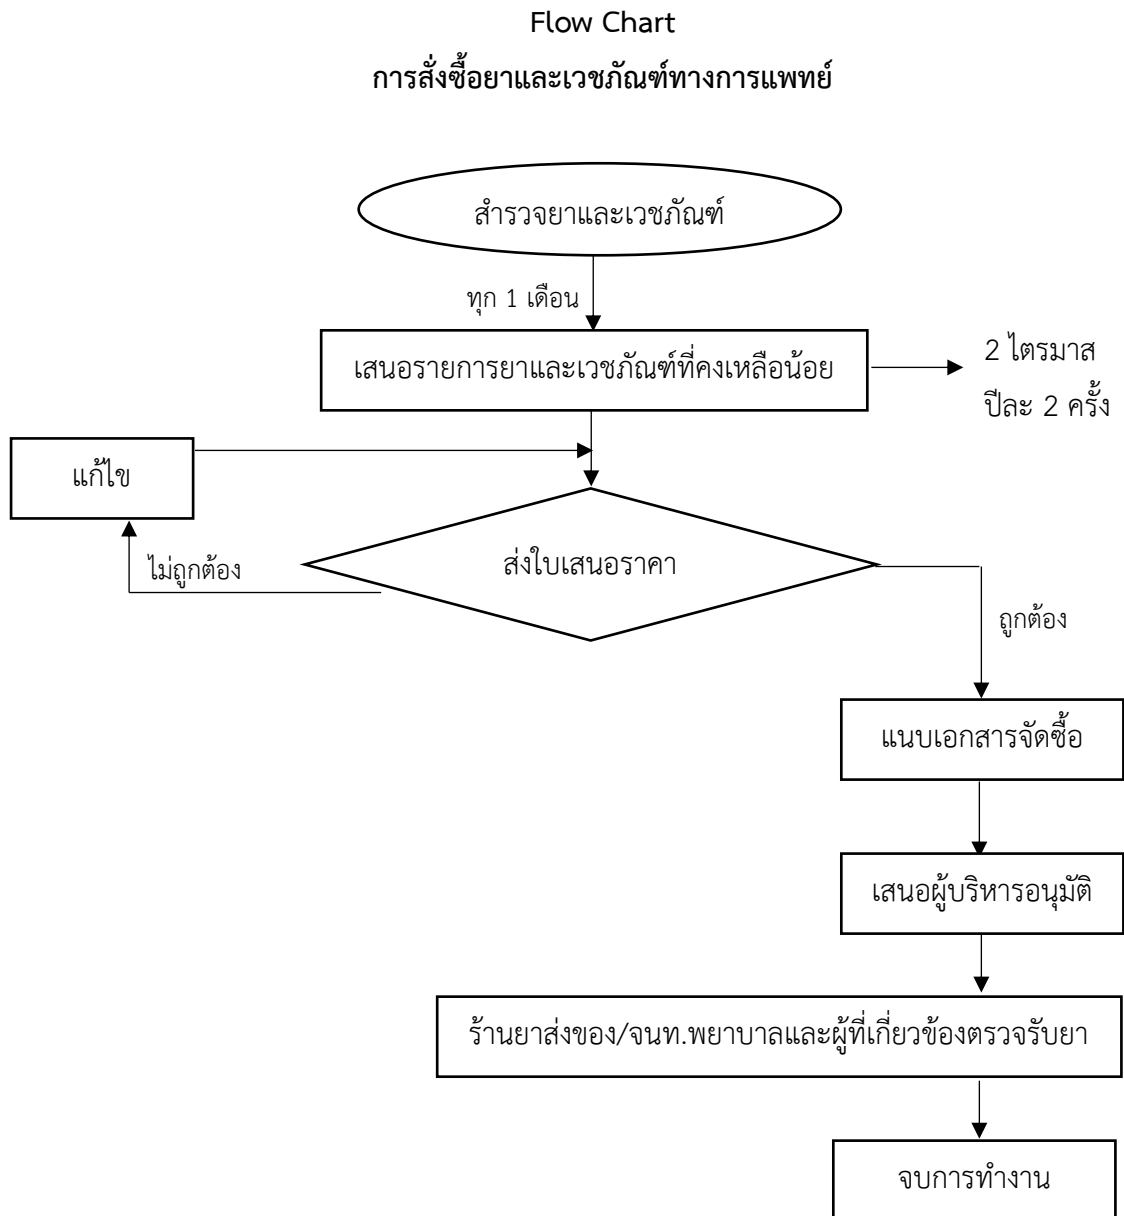 Flow Chart
การสั่งซื้อยาและเวชภัณฑ์ทางการแพทย์
สำรวจยาและเวชภัณฑ์
ทุก 1 เดือน
เสนอรายการยาและเวชภัณฑ์ที่คงเหลือน้อย
2 ไตรมาส
ปีละ 2 ครั้ง
แก้ไข
ไม่ถูกต้อง
ส่งใบเสนอราคา
ถูกต้อง
แนบเอกสารจัดซื้อ
เสนอผู้บริหารอนุมัติ
ร้านยาส่งของ/จนท.พยาบาลและผู้ที่เกี่ยวข้องตรวจรับยา
จบการทำงาน